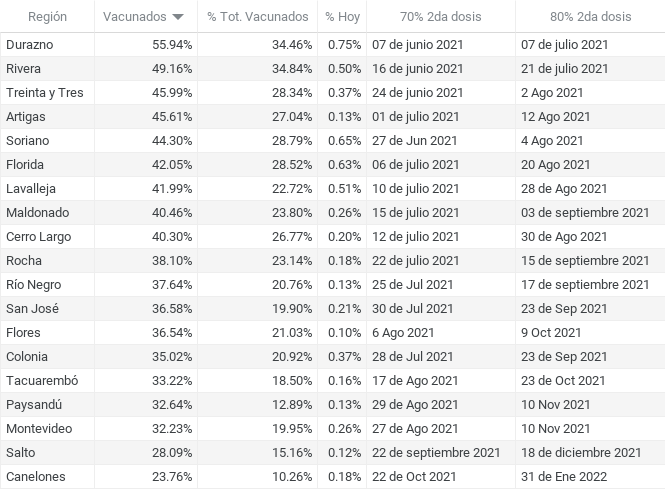 Región Vacunados % Tot. Vacunados % Hoy 70% 2da dosis 80% 2da dosis
Durazno 55.94% 34.46% 0.75% 07 de junio 2021 07 de julio 2021
Rivera 49.16% 34.84% 0.50% 16 de junio 2021 21 de julio 2021
Treinta y Tres 45.99% 28.34% 0.37% 24 de junio 2021 2 Ago 2021
Artigas 45.61% 27.04% 0.13% 01 de julio 2021 12 Ago 2021
Soriano 44.30% 28.79% 0.65% 27 de Jun 2021 4 Ago 2021
Florida 42.05% 28.52% 0.63% 06 de julio 2021 20 Ago 2021
Lavalleja 41.99% 22.72% 0.51% 10 de julio 2021 28 de Ago 2021
Maldonado 40.46% 23.80% 0.26% 15 de julio 2021 03 de septiembre 2021
Cerro Largo 40.30% 26.77% 0.20% 12 de julio 2021 30 de Ago 2021
Rocha 38.10% 23.14% 0.18% 22 de julio 2021 15 de septiembre 2021
Río Negro 37.64% 20.76% 0.13% 25 de Jul 2021 17 de septiembre 2021
San José 36.58% 19.90% 0.21% 30 de Jul 2021 23 de Sep 2021
Flores 36.54% 21.03% 0.10% 6 Ago 2021 9 Oct 2021
Colonia 35.02% 20.92% 0.37% 28 de Jul 2021 23 de Sep 2021
Tacuarembó 33.22% 18.50% 0.16% 17 de Ago 2021 23 de Oct 2021
Paysandú 32.64% 12.89% 0.13% 29 de Ago 2021 10 Nov 2021
Montevideo 32.23% 19.95% 0.26% 27 de Ago 2021 10 Nov 2021
Salto 28.09% 15.16% 0.12% 22 de septiembre 2021 18 de diciembre 2021
Canelones 23.76% 10.26% 0.18% 22 de Oct 2021 31 de Ene 2022